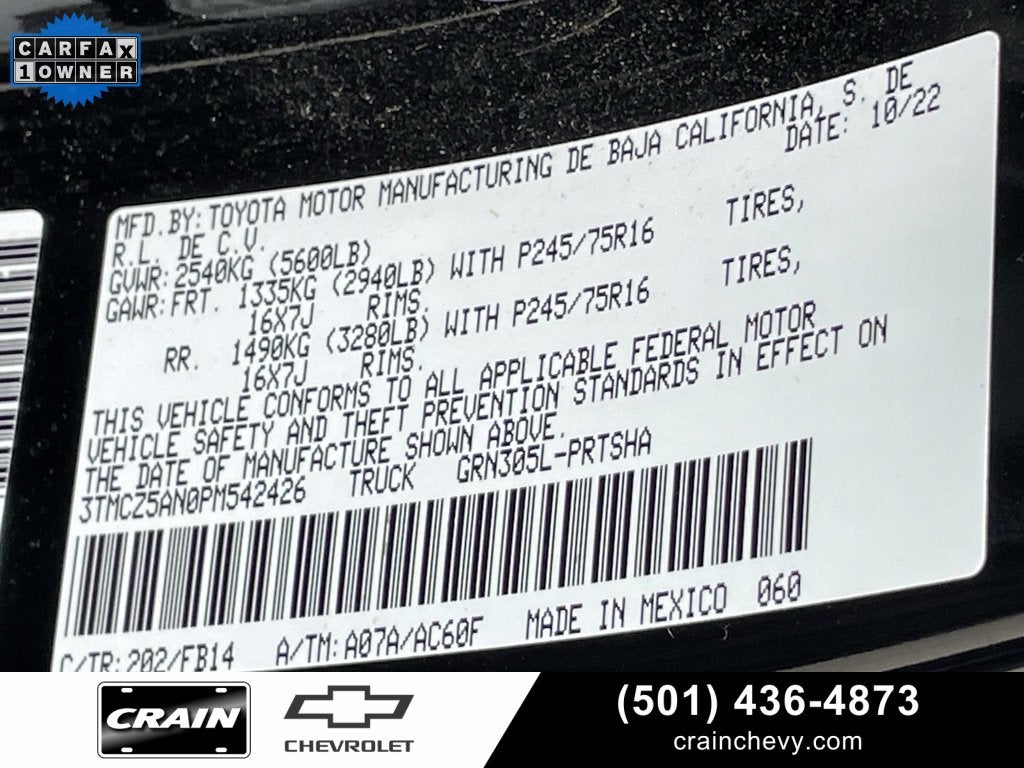 CARFAX
1 OWNER
MFD.BY: TOYOTA MOTOR MANUFACTURING DE BAJA CALIFORNIA, S. DE
R.L. DE C.V. DATE: 10/22
GVWR: 2540KG (5600LB)
GAWR: FRT. 1335KG (2940LB) WITH P245/75R16 TIRES,
16X7J RIMS.
RR. 1490KG (3280LB) WITH P245/75R16 TIRES,
16X7J RIMS.
THIS VEHICLE CONFORMS TO ALL APPLICABLE FEDERAL MOTOR
VEHICLE SAFETY AND THEFT PREVENTION STANDARDS IN EFFECT ON
THE DATE OF MANUFACTURE SHOWN ABOVE.
3TMCZ5AN0PM542426 TRUCK GRN305L-PRTSHA
C/TR: 202/FB14 A/TM: A07A/AC60F MADE IN MEXICO 060
CRAIN
CHEVROLET
(501) 436-4873
crainchevy.com